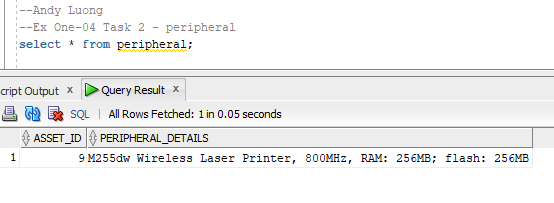 --Andy Luong
--Ex One-04 Task 2 - peripheral
select * from peripheral;
cript Output x Query Result x
SQL | All Rows Fetched: 1 in 0.05 seconds
ASSET_ID PERIPHERAL_DETAILS
1 9 M255dw Wireless Laser Printer, 800MHz, RAM: 256MB; flash: 256MB